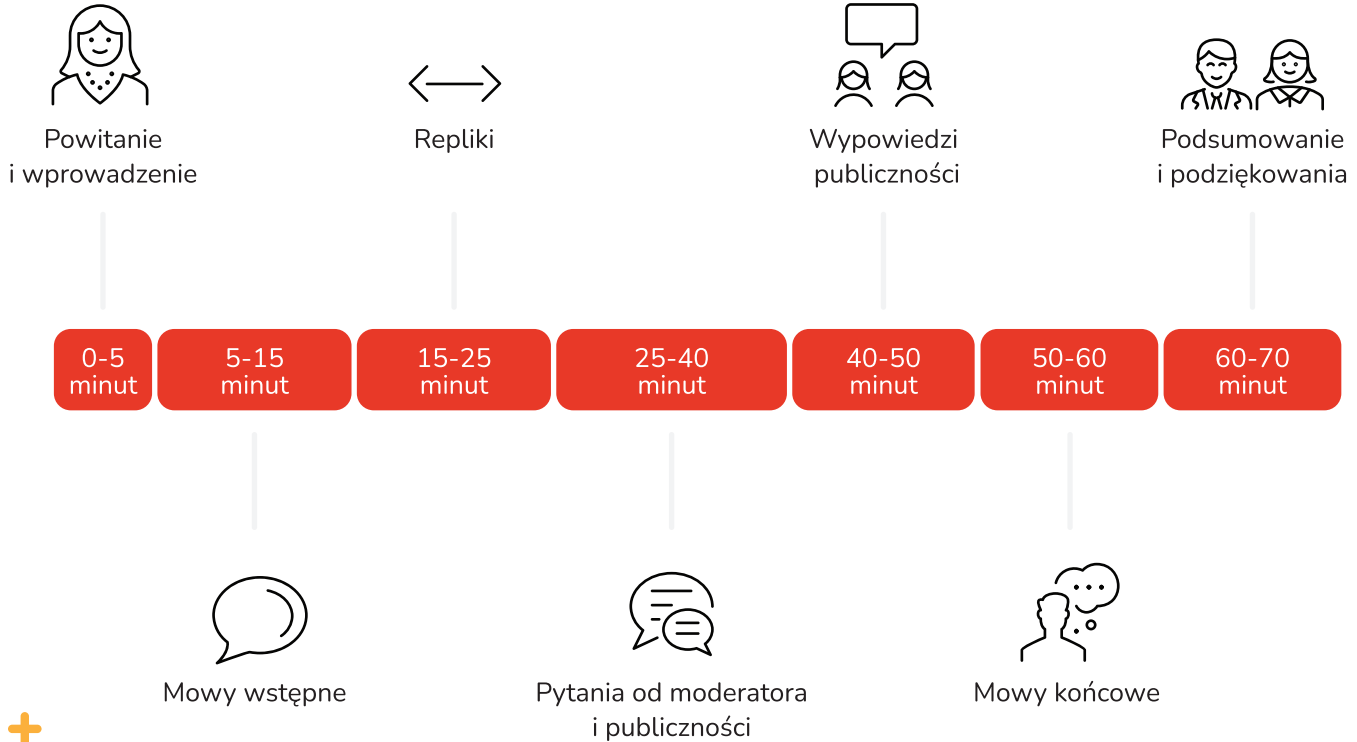 Powitanie
i wprowadzenie
Repliki
Wypowiedzi
publiczności
Podsumowanie
i podziękowania
0-5
minut
5-15
minut
15-25
minut
25-40
minut
40-50
minut
50-60
minut
60-70
minut
Mowy wstępne
Pytania od moderatora
i publiczności
Mowy końcowe